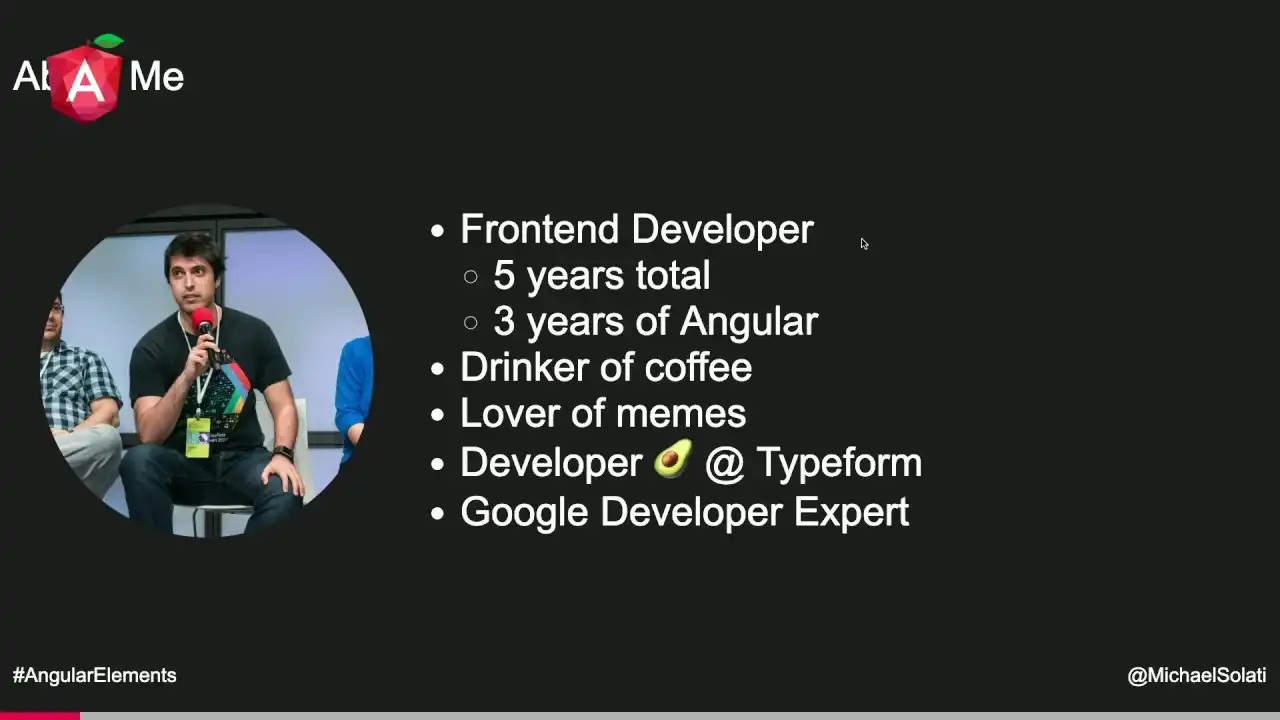 Ab Me
Frontend Developer
5 years total
3 years of Angular
Drinker of coffee
Lover of memes
Developer 🥑 @ Typeform
Google Developer Expert
#AngularElements
@MichaelSolati